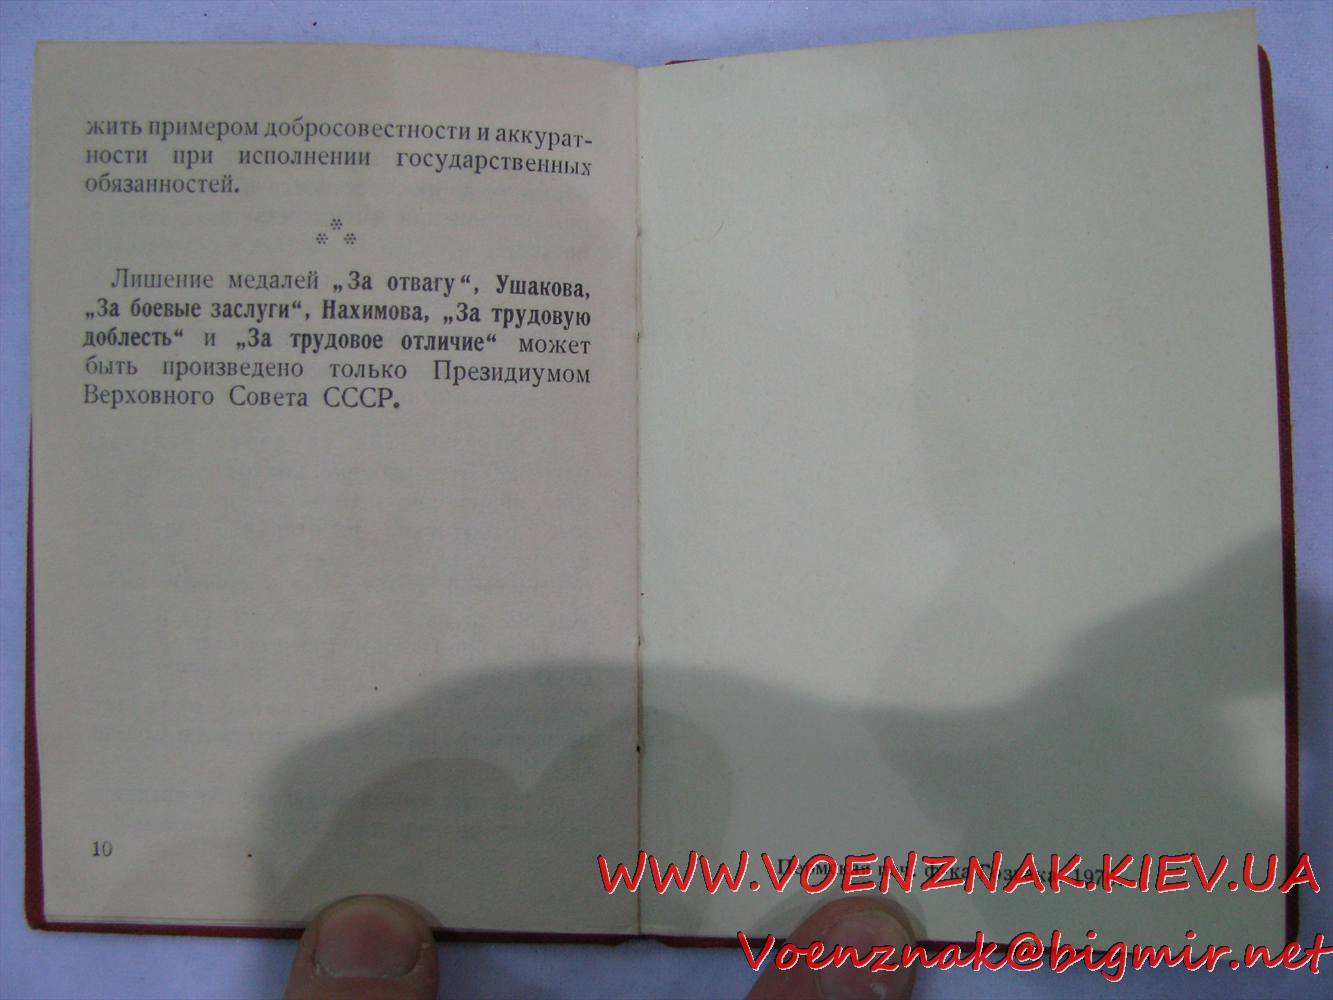 жить примером добросовестности и аккурат-
ности при исполнении государственных
обязанностей.
Лишение медалей „За отвагу“, Ушакова,
„За боевые заслуги“, Нахимова, „За трудовую
доблесть“ и „За трудовое отличие“ может
быть произведено только Президиумом
Верховного Совета СССР.
10
WWW.VOENZNAK.KIEV.UA
Voenznak@bigmir.net